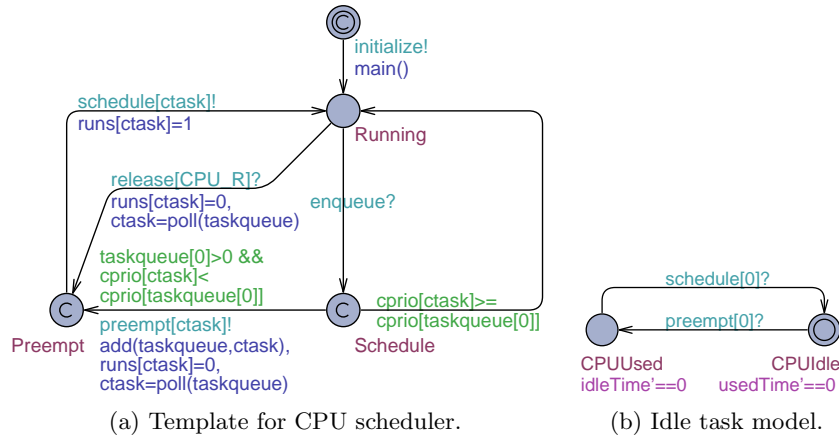 C
initialize!
main()
schedule[ctask]!
runs[ctask]=1
Running
release[CPU_R]?
runs[ctask]=0,
ctask=poll(taskqueue)
enqueue?
taskqueue[0]>0 &&
cprio[ctask]<
cprio[taskqueue[0]]
C
Preempt
preempt[ctask]!
add(taskqueue,ctask),
runs[ctask]=0,
ctask=poll(taskqueue)
C
Schedule
cprio[ctask]>=
cprio[taskqueue[0]]
(a) Template for CPU scheduler.
schedule[0]?
preempt[0]?
CPUUsed
idleTime'==0
CPUIdle
usedTime'==0
(b) Idle task model.